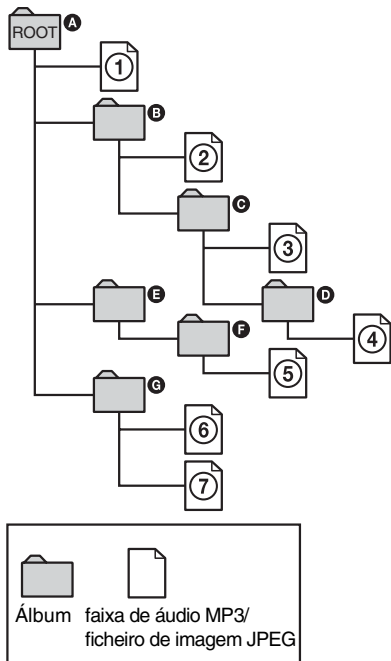 ROOT A
1
B
2
C
3
E
D
F
4
5
G
6
7
Álbum faixa de áudio MP3/
ficheiro de imagem JPEG